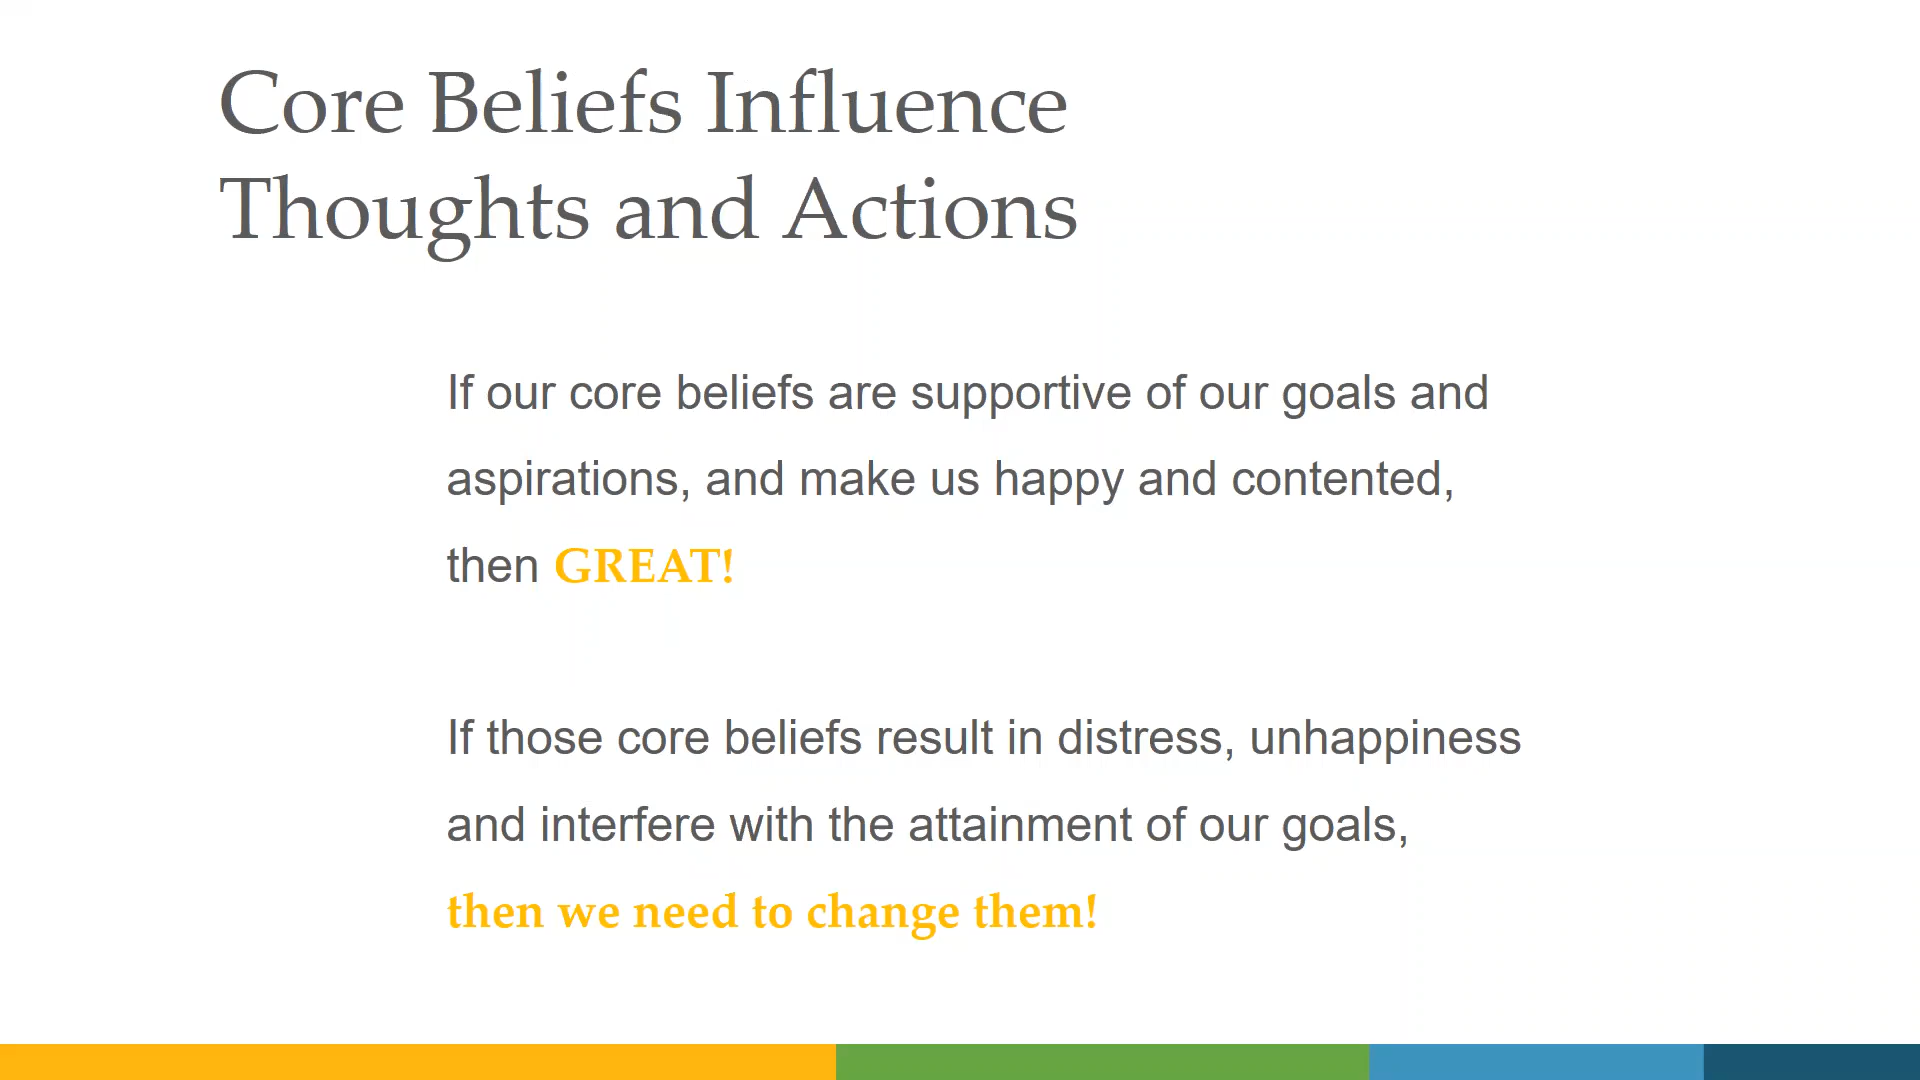 Core Beliefs Influence
Thoughts and Actions
If our core beliefs are supportive of our goals and
aspirations, and make us happy and contented,
then GREAT!
If those core beliefs result in distress, unhappiness
and interfere with the attainment of our goals,
then we need to change them!